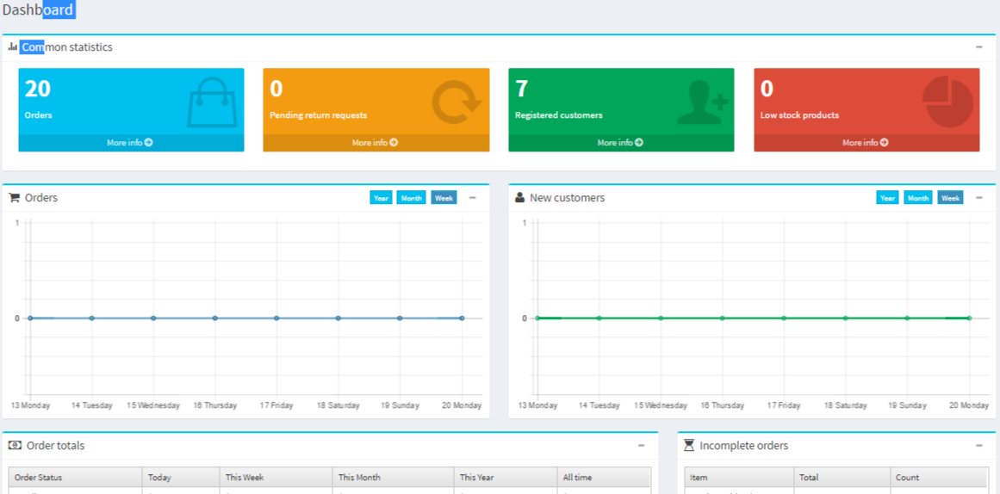 Dashboard
Common statistics
20
Orders
More info
0
Pending return requests
More info
7
Registered customers
More info
0
Low stock products
More info
Orders
Year Month Week
1
0
13 Monday 14 Tuesday 15 Wednesday 16 Thursday 17 Friday 18 Saturday 19 Sunday 20 Monday
New customers
Year Month Week
1
0
13 Monday 14 Tuesday 15 Wednesday 16 Thursday 17 Friday 18 Saturday 19 Sunday 20 Monday
Order totals
Order Status Today This Week This Month This Year All time
Incomplete orders
Item Total Count